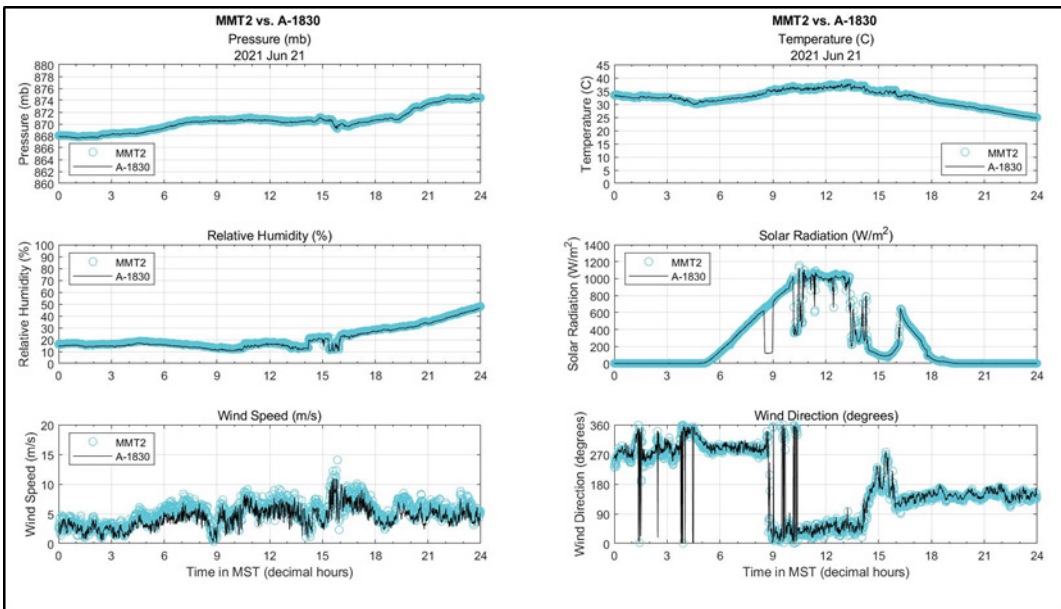 MMT2 vs. A-1830
Pressure (mb)
2021 Jun 21
880
878
876
874
872
870
868
866
864
862
860
Pressure (mb)
MMT2
A-1830
0 3 6 9 12 15 18 21 24
MMT2 vs. A-1830
Temperature (C)
2021 Jun 21
45
40
35
30
25
20
15
10
5
0
Temperature (C)
MMT2
A-1830
0 3 6 9 12 15 18 21 24
Relative Humidity (%)
100
90
80
70
60
50
40
30
20
10
0
Relative Humidity (%)
MMT2
A-1830
0 3 6 9 12 15 18 21 24
Solar Radiation (W/m²)
1400
1200
1000
800
600
400
200
0
Solar Radiation (W/m²)
MMT2
A-1830
0 3 6 9 12 15 18 21 24
Wind Speed (m/s)
20
15
10
5
0
Wind Speed (m/s)
MMT2
A-1830
0 3 6 9 12 15 18 21 24
Time in MST (decimal hours)
Wind Direction (degrees)
360
270
180
90
0
Wind Direction (degrees)
MMT2
A-1830
0 3 6 9 12 15 18 21 24
Time in MST (decimal hours)